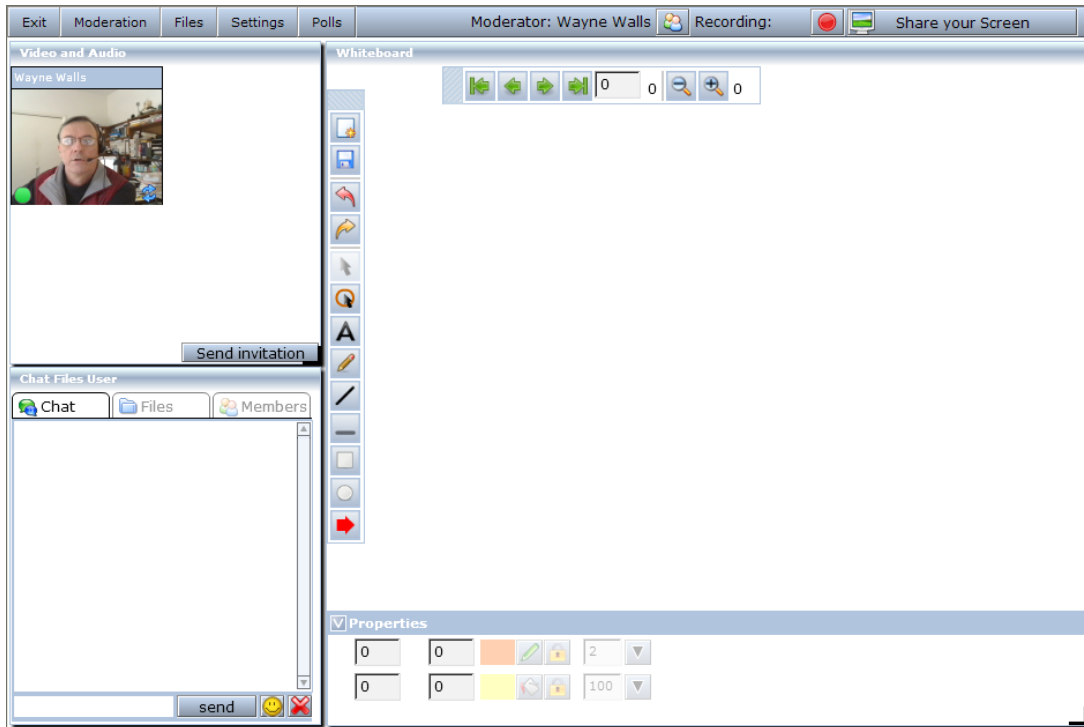 Exit Moderation Files Settings Polls Moderator: Wayne Walls Recording: Share your Screen
Video and Audio
Wayne Walls
Send invitation
Chat Files User
Chat Files Members
send
Whiteboard
0 0 0
A
Properties
0 0 2
0 0 100